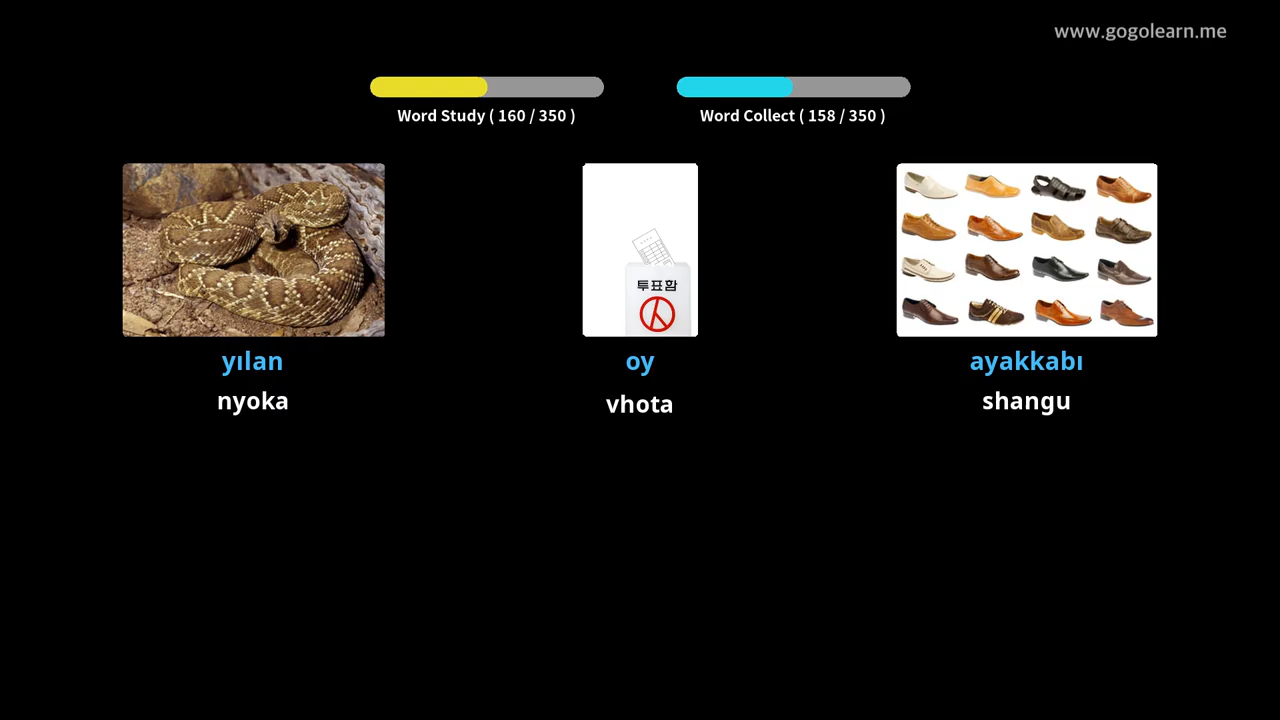 www.gogolearn.me
Word Study ( 160 / 350 )
Word Collect ( 158 / 350 )
투표함
yılan
oy
ayakkabı
nyoka
vhota
shangu